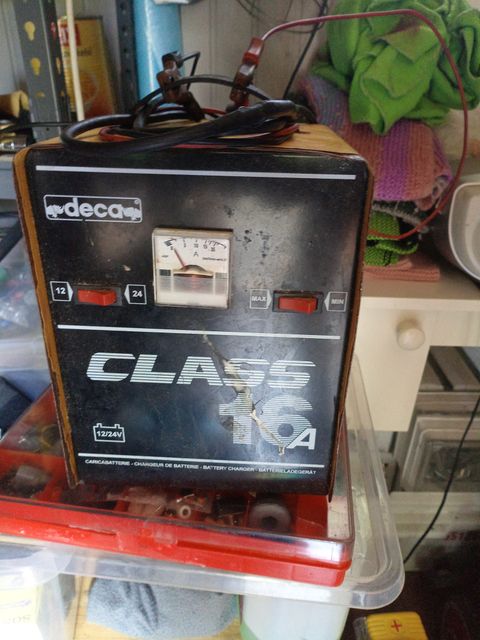 deca
A
12 24
MAX MIN
CLASS
16A
12/24V
CARICABATTERIE - CHARGEUR DE BATTERIE - BATTERY CHARGER - BATTERIELADEGERÄT